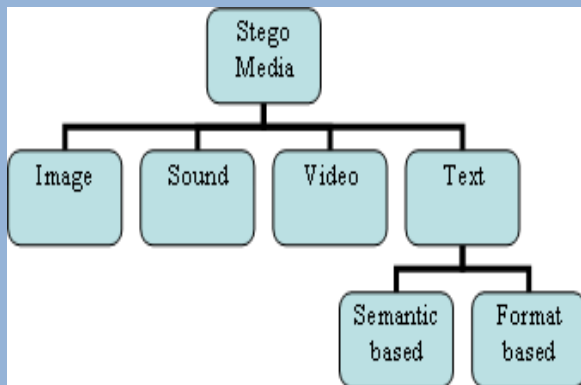 Stego
Media
Image
Sound
Video
Text
Semantic
based
Format
based